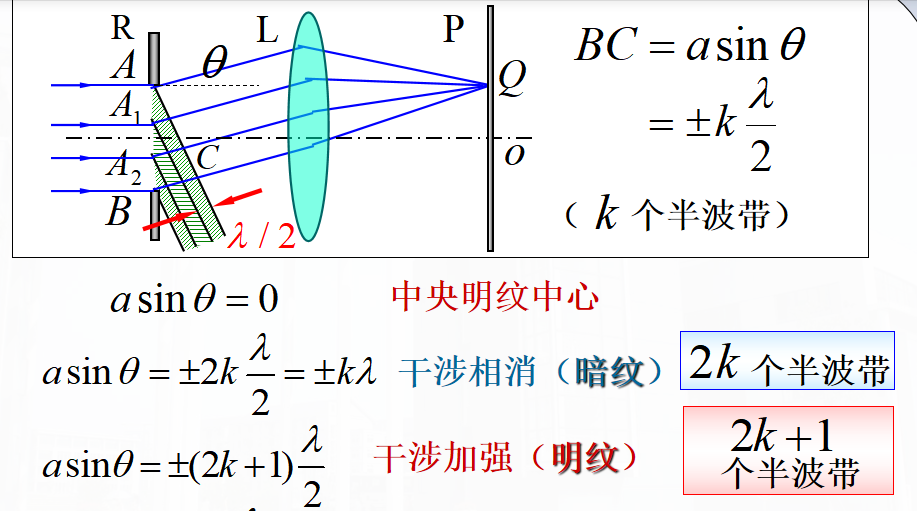 R L P
A θ Q
A₁
A₂ C o
B λ / 2
BC = a sin θ
= ±k λ/2
（ k 个半波带）
a sin θ = 0 中央明纹中心
a sin θ = ±2k λ/2 = ±kλ 干涉相消（暗纹） 2k 个半波带
a sinθ = ±(2k +1) λ/2 干涉加强（明纹） 2k +1
个半波带